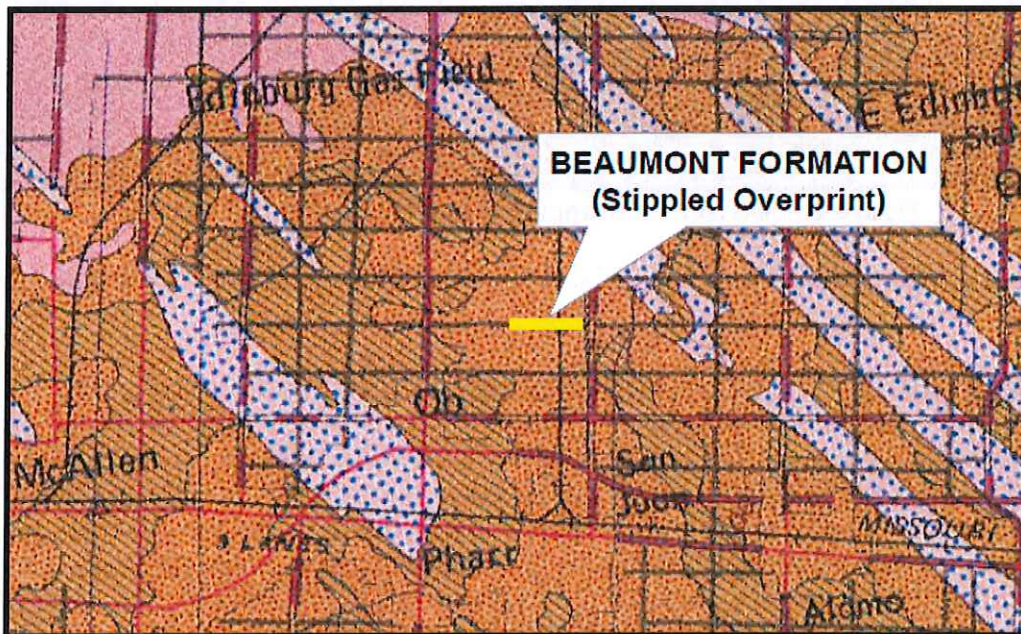 Edinburg Gas Field
E Edinbu
BEAUMONT FORMATION
(Stippled Overprint)
Qb
McAllen
San
Juan
MISSOURI
Pharr
Alamo